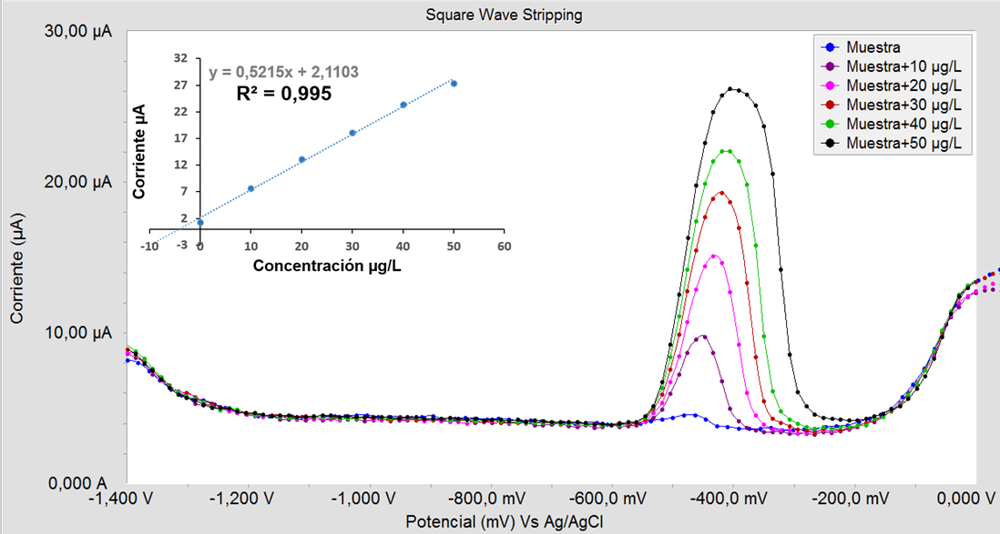 Square Wave Stripping
30,00 µA
20,00 µA
10,00 µA
0,000 A
Corriente (µA)
-1,400 V
-1,200 V
-1,000 V
-800,0 mV
-600,0 mV
-400,0 mV
-200,0 mV
0,000 V
Potencial (mV) Vs Ag/AgCl
Muestra
Muestra+10 µg/L
Muestra+20 µg/L
Muestra+30 µg/L
Muestra+40 µg/L
Muestra+50 µg/L
y = 0,5215x + 2,1103
R² = 0,995
Corriente µA
32
27
22
17
12
7
2
-3
-10
0
10
20
30
40
50
60
Concentración µg/L